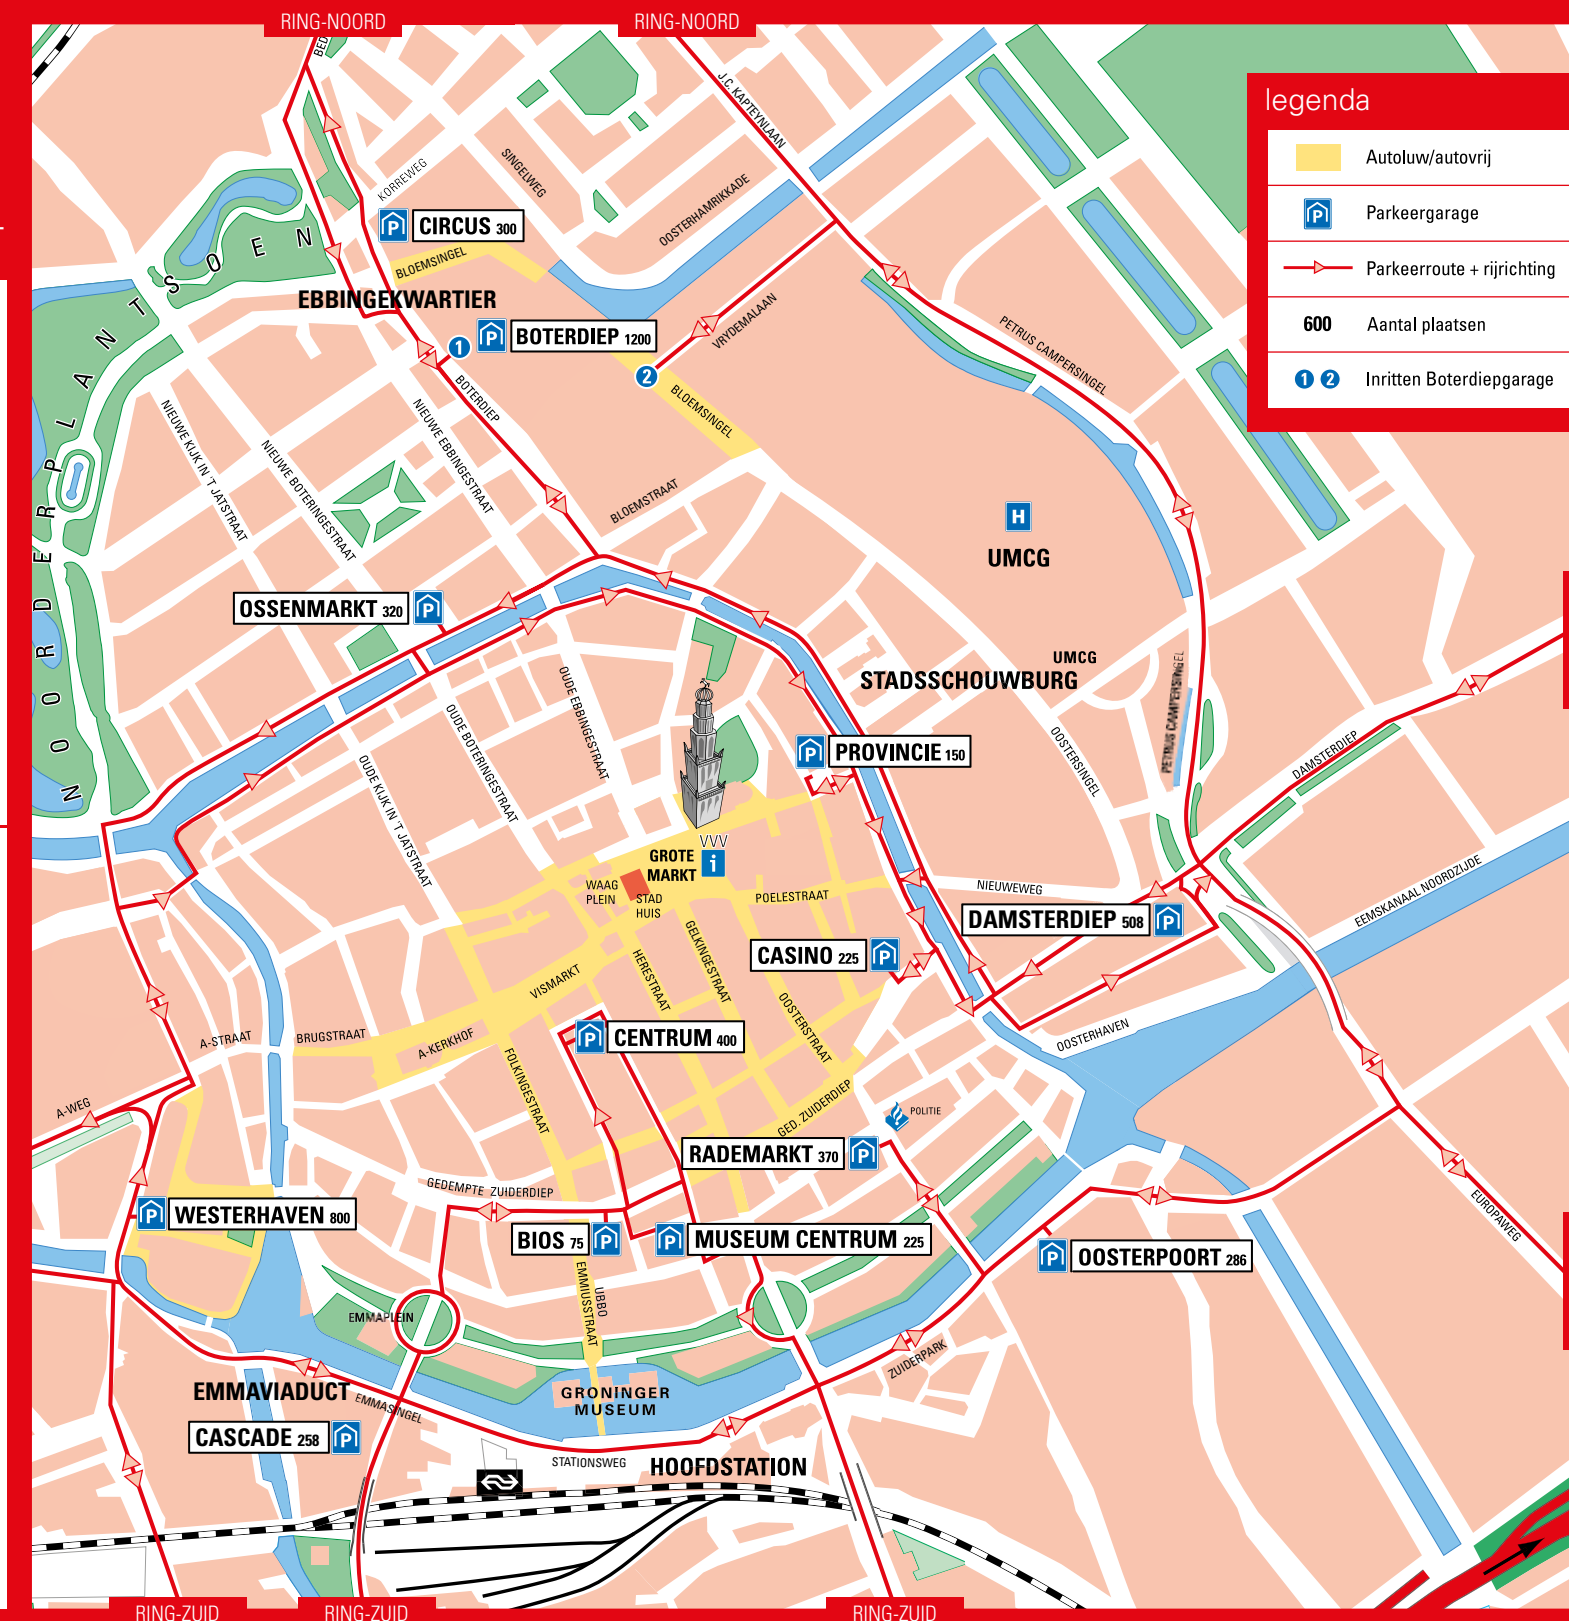 RING-NOORD
RING-NOORD
BED
J.C. KAPTEYNLAAN
legenda
Autoluw/autovrij
P Parkeergarage
Parkeerroute + rijrichting
600 Aantal plaatsen
1 2 Inritten Boterdiepgarage
KORREWEG
SINGELWEG
OOSTERHAMRIKKADE
P CIRCUS 300
BLOEMSINGEL
NOORDERPLANTSOEN
EBBINGEKWARTIER
1 P BOTERDIEP 1200
VRYDEMALAAN
2
BLOEMSINGEL
PETRUS CAMPERSINGEL
BOTERDIEP
NIEUWE EBBINGESTRAAT
NIEUWE KIJK IN 'T JATSTRAAT
NIEUWE BOTERINGESTRAAT
BLOEMSTRAAT
H
UMCG
OSSENMARKT 320 P
UMCG
STADSSCHOUWBURG
PETRUS CAMPERSINGEL
OUDE EBBINGESTRAAT
OUDE BOTERINGESTRAAT
OUDE KIJK IN 'T JATSTRAAT
P PROVINCIE 150
OOSTERSINGEL
DAMSTERDIEP
VVV
i
GROTE
MARKT
WAAG
PLEIN
STAD
HUIS
POELESTRAAT
NIEUWEWEG
EEMSKANAAL NOORDZIJDE
DAMSTERDIEP 508 P
CASINO 225 P
GELKINGESTRAAT
HERESTRAAT
VISMARKT
OOSTERSTRAAT
A-STRAAT
BRUGSTRAAT
A-KERKHOF
P CENTRUM 400
OOSTERHAVEN
FOLKINGESTRAAT
A-WEG
GED. ZUIDERDIEP
POLITIE
RADEMARKT 370 P
GEDEMPTE ZUIDERDIEP
P WESTERHAVEN 800
BIOS 75 P
P MUSEUM CENTRUM 225
P OOSTERPOORT 286
EUROPAWEG
UBBO
EMMIUSSTRAAT
EMMAPLEIN
ZUIDERPARK
EMMAVIADUCT
EMMASINGEL
GRONINGER
MUSEUM
CASCADE 258 P
STATIONSWEG
HOOFDSTATION
RING-ZUID
RING-ZUID
RING-ZUID